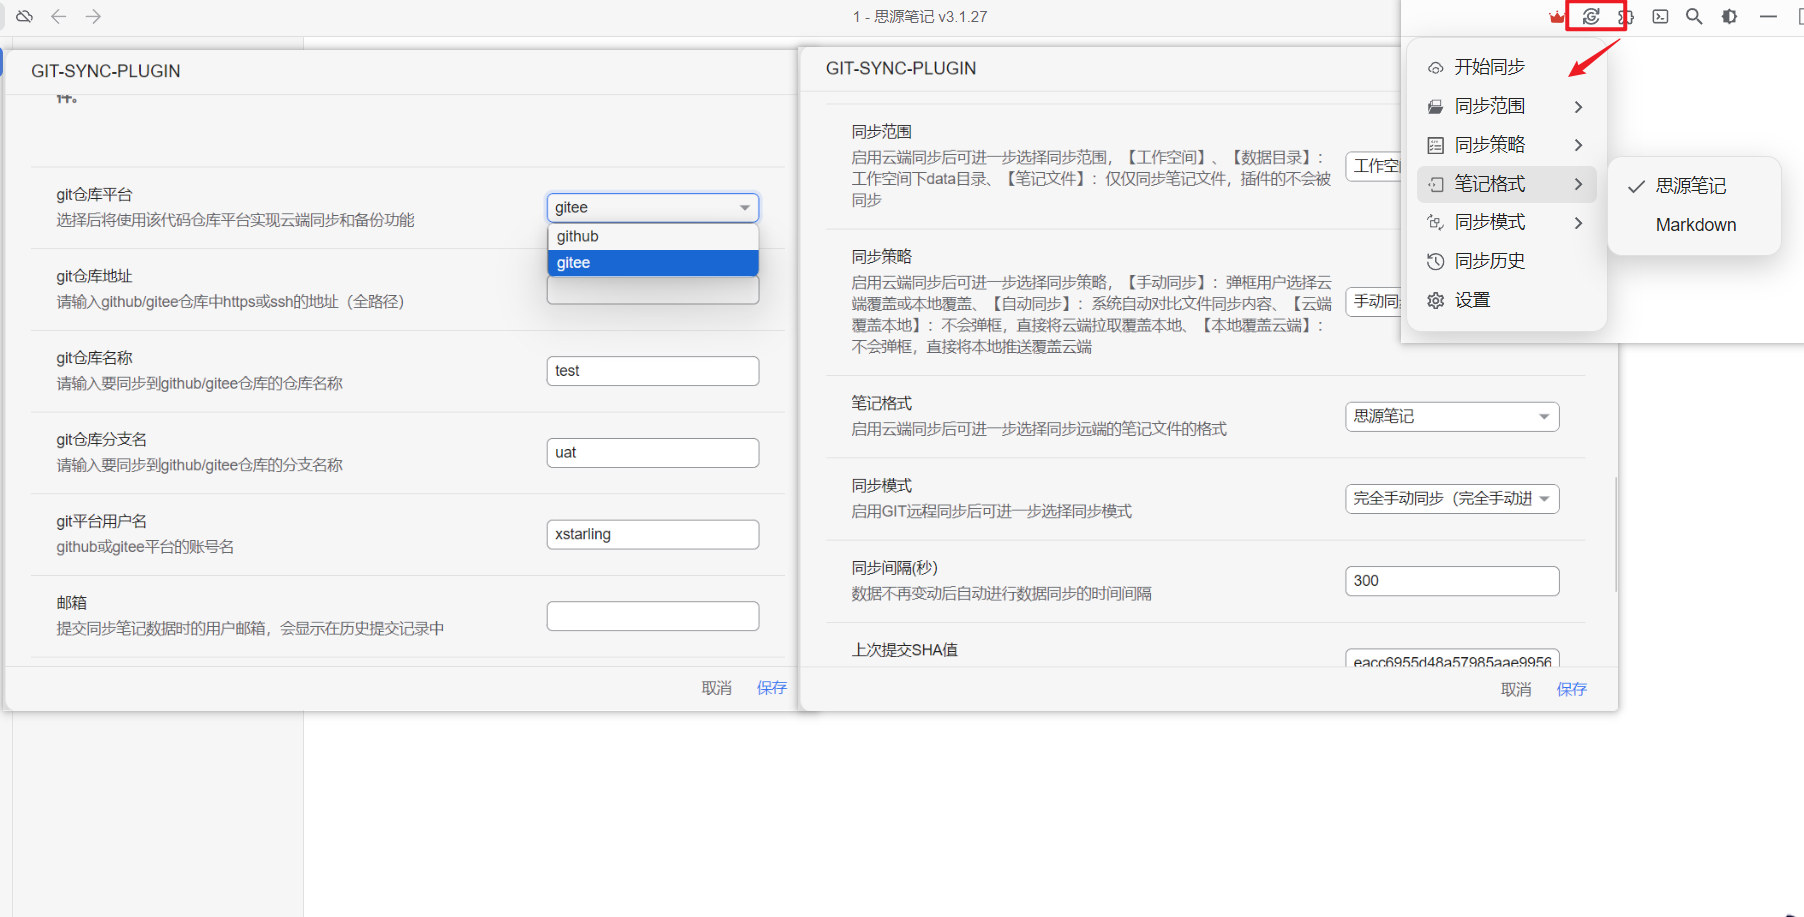 1 - 思源笔记 v3.1.27
GIT-SYNC-PLUGIN
件。
git仓库平台
选择后将使用该代码仓库平台实现云端同步和备份功能
gitee
github
gitee
git仓库地址
请输入github/gitee仓库中https或ssh的地址（全路径）
git仓库名称
请输入要同步到github/gitee仓库的仓库名称
test
git仓库分支名
请输入要同步到github/gitee仓库的分支名称
uat
git平台用户名
github或gitee平台的账号名
xstarling
邮箱
提交同步笔记数据时的用户邮箱，会显示在历史提交记录中
取消
保存
GIT-SYNC-PLUGIN
同步范围
启用云端同步后可进一步选择同步范围，【工作空间】、【数据目录】：
工作空间下data目录、【笔记文件】：仅仅同步笔记文件，插件的不会被
同步
工作空
同步策略
启用云端同步后可进一步选择同步策略，【手动同步】：弹框用户选择云
端覆盖或本地覆盖、【自动同步】：系统自动对比文件同步内容、【云端
覆盖本地】：不会弹框，直接将云端拉取覆盖本地、【本地覆盖云端】：
不会弹框，直接将本地推送覆盖云端
手动同
笔记格式
启用云端同步后可进一步选择同步远端的笔记文件的格式
思源笔记
同步模式
启用GIT远程同步后可进一步选择同步模式
完全手动同步（完全手动进
同步间隔(秒)
数据不再变动后自动进行数据同步的时间间隔
300
上次提交SHA值
eacc6955d48a57985aae9956
取消
保存
开始同步
同步范围
同步策略
笔记格式
同步模式
同步历史
设置
思源笔记
Markdown